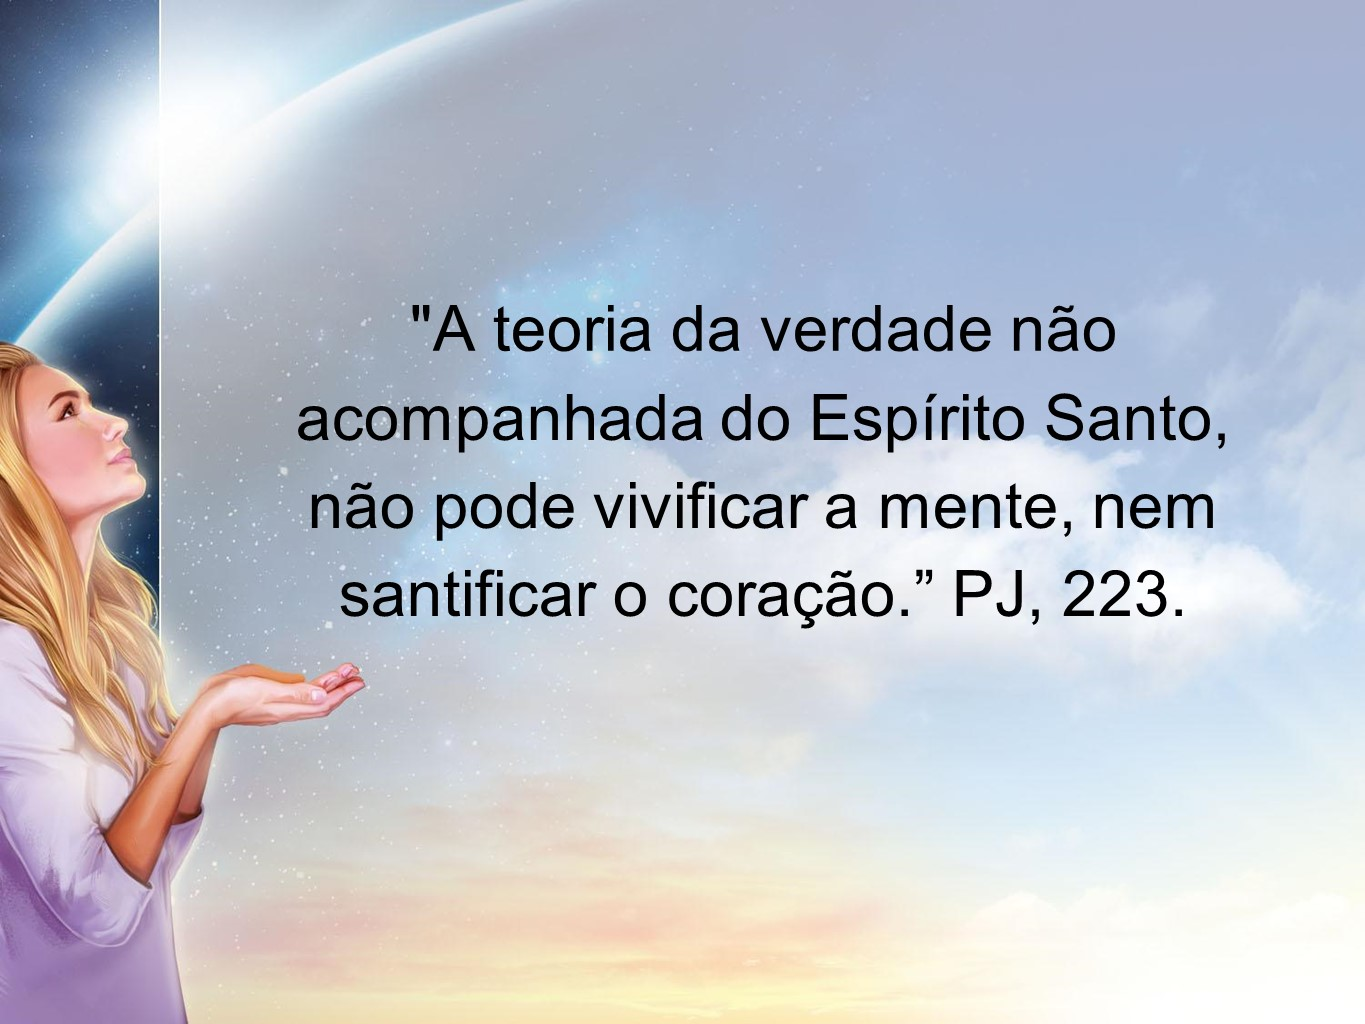 "A teoria da verdade não
acompanhada do Espírito Santo,
não pode vivificar a mente, nem
santificar o coração.” PJ, 223.